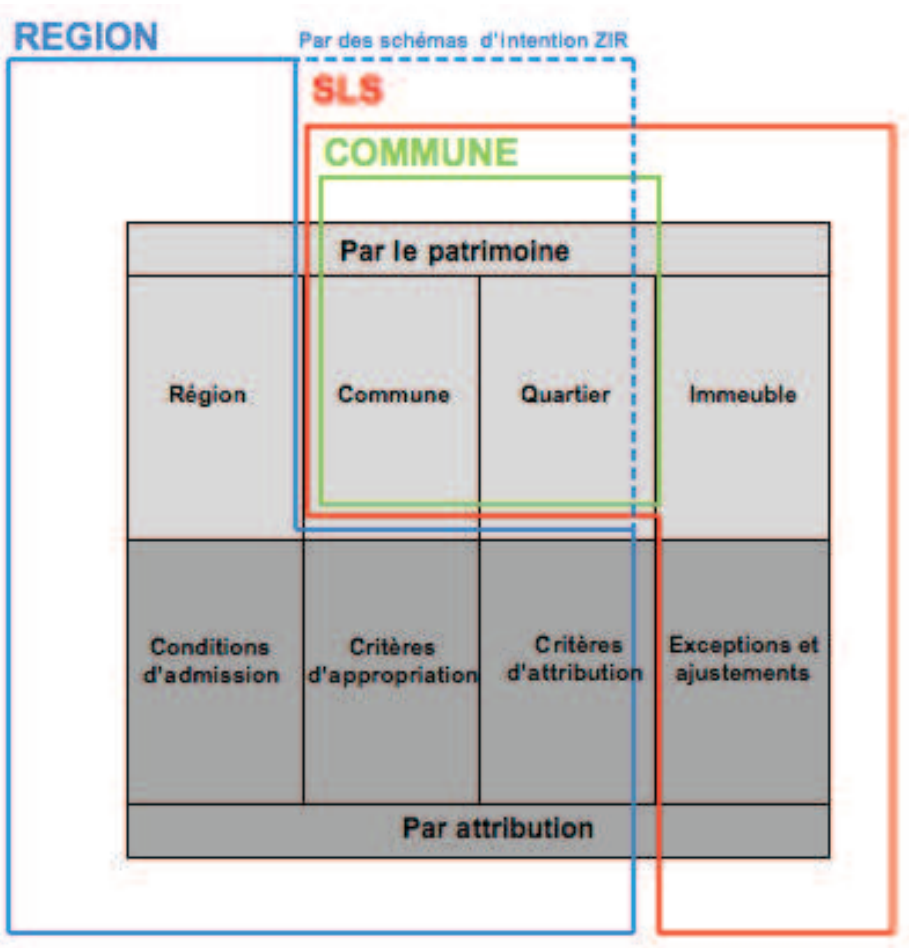 REGION
Par des schémas d'intention ZIR
SLS
COMMUNE
Par le patrimoine
Région
Commune
Quartier
Immeuble
Conditions
d'admission
Critères
d'appropriation
Critères
d'attribution
Exceptions et
ajustements
Par attribution